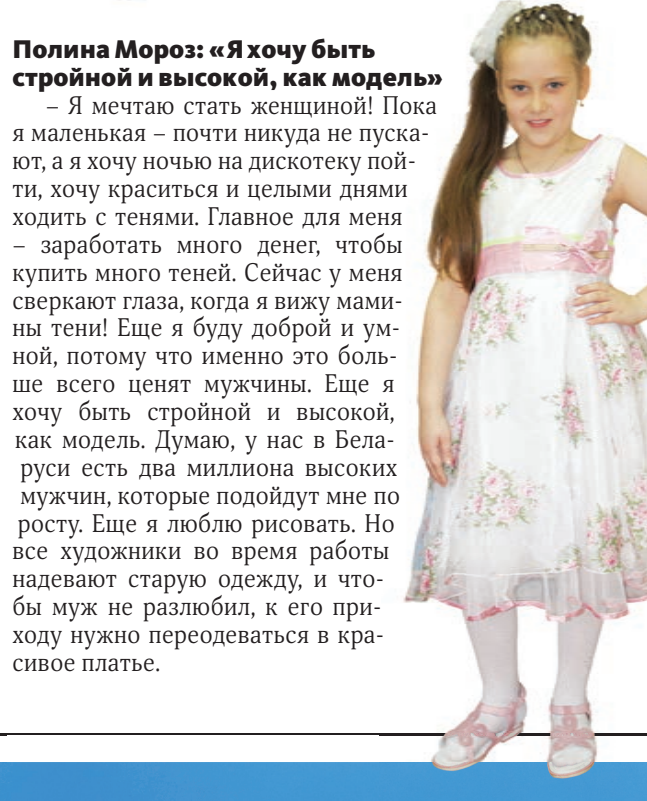 Полина Мороз: «Я хочу быть
стройной и высокой, как модель»
– Я мечтаю стать женщиной! Пока
я маленькая – почти никуда не пуска-
ют, а я хочу ночью на дискотеку пой-
ти, хочу краситься и целыми днями
ходить с тенями. Главное для меня
– заработать много денег, чтобы
купить много теней. Сейчас у меня
сверкают глаза, когда я вижу мами-
ны тени! Еще я буду доброй и ум-
ной, потому что именно это боль-
ше всего ценят мужчины. Еще я
хочу быть стройной и высокой,
как модель. Думаю, у нас в Бела-
руси есть два миллиона высоких
мужчин, которые подойдут мне по
росту. Еще я люблю рисовать. Но
все художники во время работы
надевают старую одежду, и что-
бы муж не разлюбил, к его при-
ходу нужно переодеваться в кра-
сивое платье.